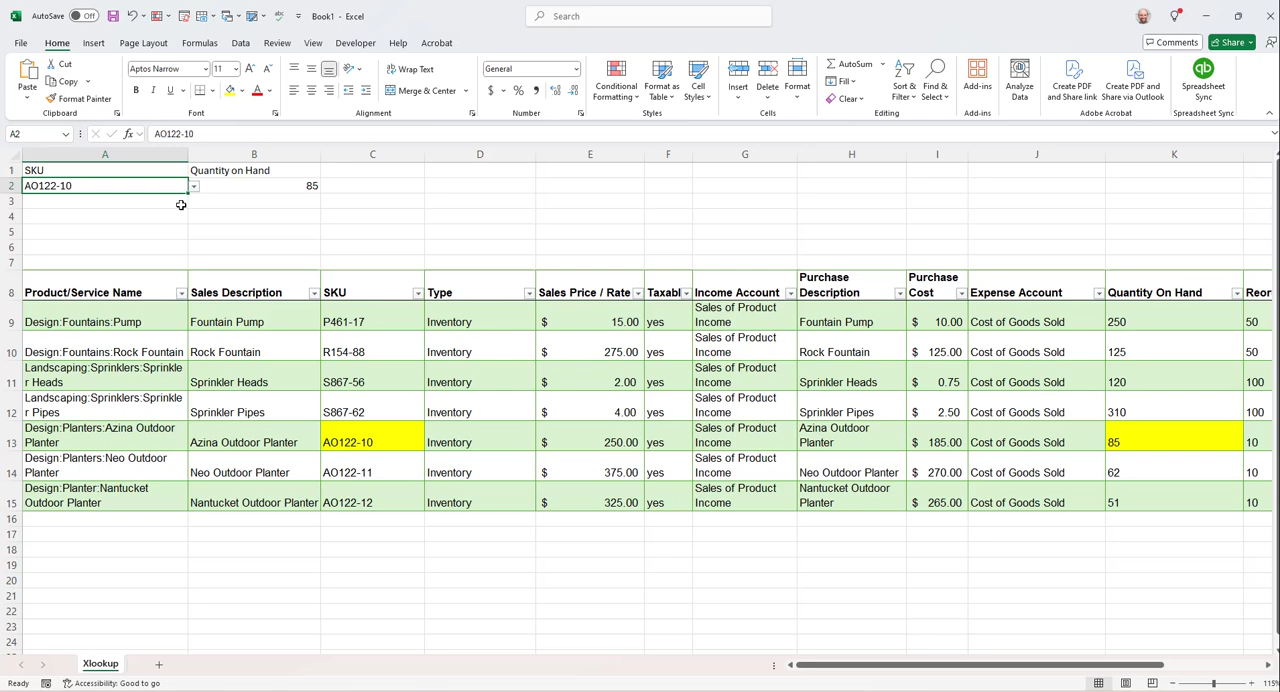 AutoSave Off Book1 - Excel Search
File Home Insert Page Layout Formulas Data Review View Developer Help Acrobat Comments Share
Paste Cut Copy Format Painter Clipboard
Aptos Narrow 11 B I U Font
Wrap Text Merge & Center Alignment
General $ % Number
Conditional Formatting Format as Table Cell Styles Styles
Insert Delete Format Cells
AutoSum Fill Clear Sort & Filter Find & Select Editing
Add-ins Add-ins
Analyze Data
Create PDF and Share link Create PDF and Share via Outlook Adobe Acrobat
Spreadsheet Sync Spreadsheet Sync
A2 fx AO122-10
A B C D E F G H I J K
1 SKU Quantity on Hand
2 AO122-10 85
3
4
5
6
7
8 Product/Service Name Sales Description SKU Type Sales Price / Rate Taxabl Income Account Purchase Description Purchase Cost Expense Account Quantity On Hand Reor
9 Design:Fountains:Pump Fountain Pump P461-17 Inventory $ 15.00 yes Sales of Product Income Fountain Pump $ 10.00 Cost of Goods Sold 250 50
10 Design:Fountains:Rock Fountain Rock Fountain R154-88 Inventory $ 275.00 yes Sales of Product Income Rock Fountain $ 125.00 Cost of Goods Sold 125 50
11 Landscaping:Sprinklers:Sprinkler Heads Sprinkler Heads S867-56 Inventory $ 2.00 yes Sales of Product Income Sprinkler Heads $ 0.75 Cost of Goods Sold 120 100
12 Landscaping:Sprinklers:Sprinkler Pipes Sprinkler Pipes S867-62 Inventory $ 4.00 yes Sales of Product Income Sprinkler Pipes $ 2.50 Cost of Goods Sold 310 100
13 Design:Planters:Azina Outdoor Planter Azina Outdoor Planter AO122-10 Inventory $ 250.00 yes Sales of Product Income Azina Outdoor Planter $ 185.00 Cost of Goods Sold 85 10
14 Design:Planters:Neo Outdoor Planter Neo Outdoor Planter AO122-11 Inventory $ 375.00 yes Sales of Product Income Neo Outdoor Planter $ 270.00 Cost of Goods Sold 62 10
15 Design:Planter:Nantucket Outdoor Planter Nantucket Outdoor Planter AO122-12 Inventory $ 325.00 yes Sales of Product Income Nantucket Outdoor Planter $ 265.00 Cost of Goods Sold 51 10
16
17
18
19
20
21
22
23
24
Xlookup
Ready Accessibility: Good to go 115%